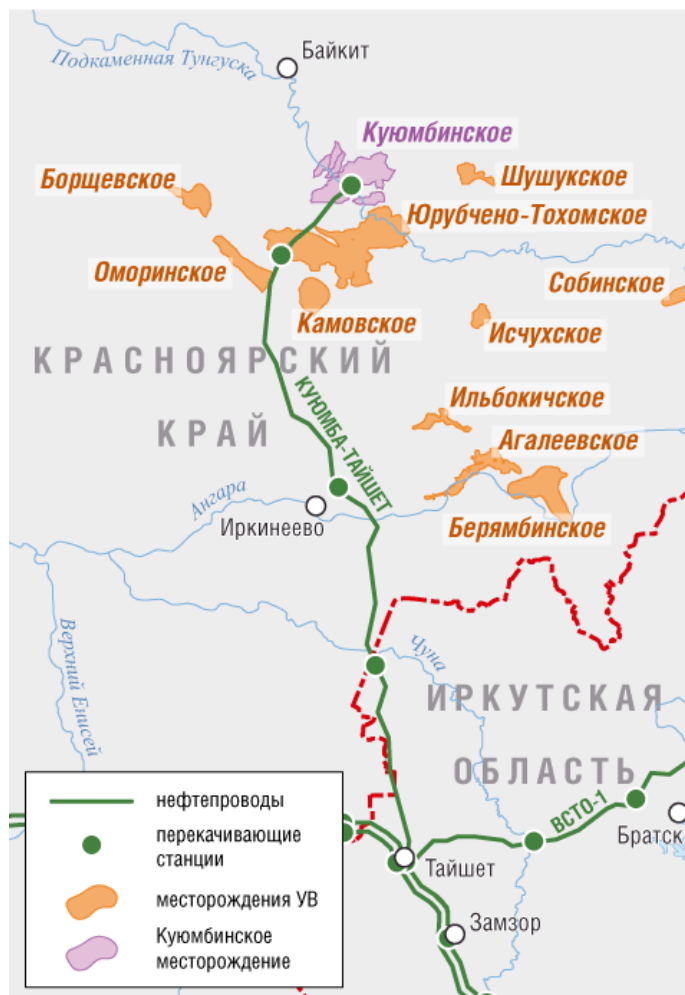 Байкит
Подкаменная Тунгуска
Куюмбинское
Борщевское
Шушукское
Юрубчено-Тохомское
Оморинское
Собинское
Камовское
Исчухское
КРАСНОЯРСКИЙ
КРАЙ
КУЮМБА-ТАЙШЕТ
Ильбокичское
Агалеевское
Ангара
Иркинеево
Берямбинское
Верхний Енисей
Чуна
ИРКУТСКАЯ
ОБЛАСТЬ
ВСТО-1
Братск
Тайшет
Замзор
нефтепроводы
перекачивающие
станции
месторождения УВ
Куюмбинское
месторождение